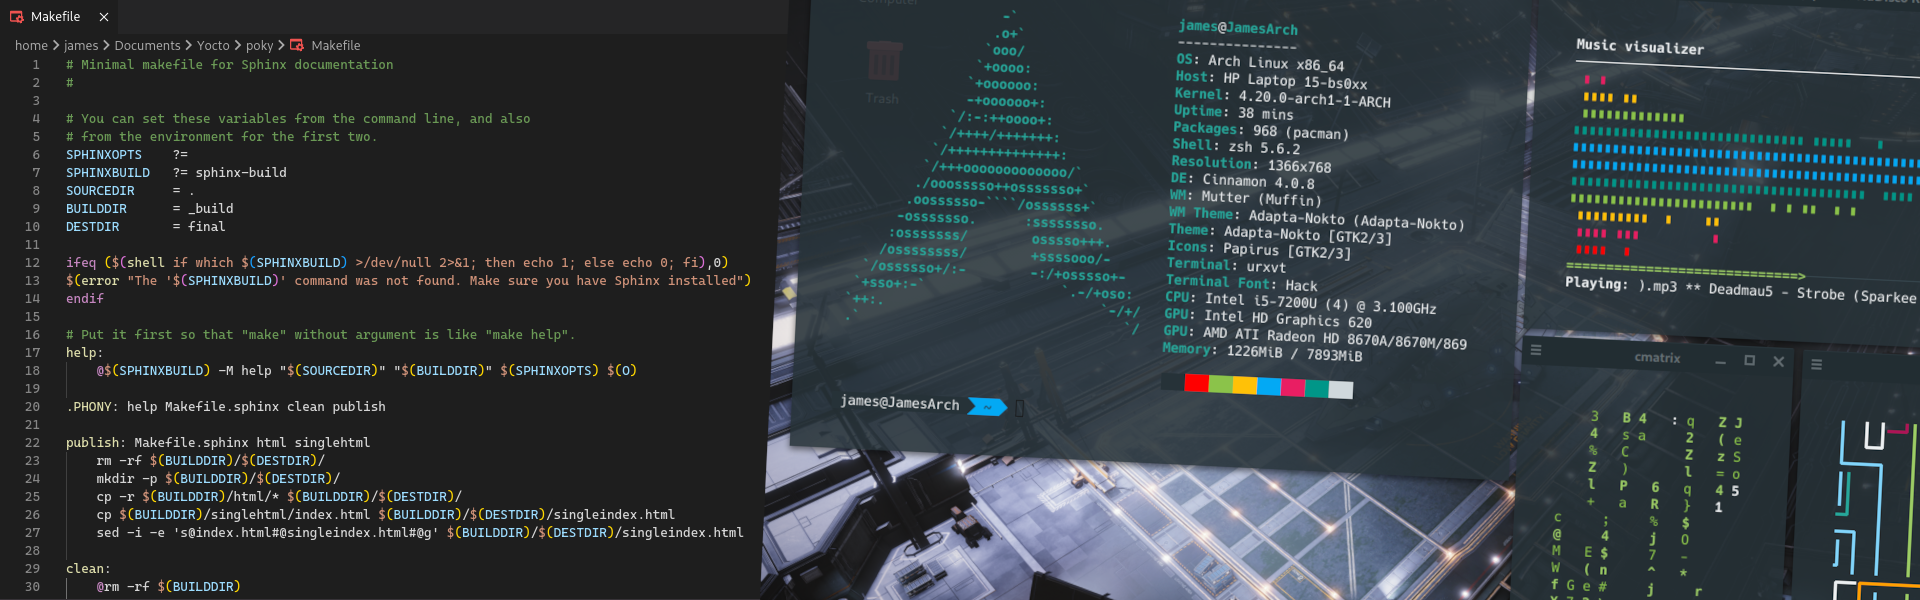 Makefile
home > james > Documents > Yocto > poky > Makefile
1 # Minimal makefile for Sphinx documentation
2 #
3
4 # You can set these variables from the command line, and also
5 # from the environment for the first two.
6 SPHINXOPTS    ?=
7 SPHINXBUILD   ?= sphinx-build
8 SOURCEDIR     = .
9 BUILDDIR      = _build
10 DESTDIR       = final
11
12 ifeq ($(shell if which $(SPHINXBUILD) >/dev/null 2>&1; then echo 1; else echo 0; fi),0)
13 $(error "The '$(SPHINXBUILD)' command was not found. Make sure you have Sphinx installed")
14 endif
15
16 # Put it first so that "make" without argument is like "make help".
17 help:
18     @$(SPHINXBUILD) -M help "$(SOURCEDIR)" "$(BUILDDIR)" $(SPHINXOPTS) $(O)
19
20 .PHONY: help Makefile.sphinx clean publish
21
22 publish: Makefile.sphinx html singlehtml
23     rm -rf $(BUILDDIR)/$(DESTDIR)/
24     mkdir -p $(BUILDDIR)/$(DESTDIR)/
25     cp -r $(BUILDDIR)/html/* $(BUILDDIR)/$(DESTDIR)/
26     cp $(BUILDDIR)/singlehtml/index.html $(BUILDDIR)/$(DESTDIR)/singleindex.html
27     sed -i -e 's@index.html#@singleindex.html#@g' $(BUILDDIR)/$(DESTDIR)/singleindex.html
28
29 clean:
30     @rm -rf $(BUILDDIR)
Computer
Trash
james@JamesArch
---------------
OS: Arch Linux x86_64
Host: HP Laptop 15-bs0xx
Kernel: 4.20.0-arch1-1-ARCH
Uptime: 38 mins
Packages: 968 (pacman)
Shell: zsh 5.6.2
Resolution: 1366x768
DE: Cinnamon 4.0.8
WM: Mutter (Muffin)
WM Theme: Adapta-Nokto (Adapta-Nokto)
Theme: Adapta-Nokto [GTK2/3]
Icons: Papirus [GTK2/3]
Terminal: urxvt
Terminal Font: Hack
CPU: Intel i5-7200U (4) @ 3.100GHz
GPU: Intel HD Graphics 620
GPU: AMD ATI Radeon HD 8670A/8670M/869
Memory: 1226MiB / 7893MiB
james@JamesArch ~
Music visualizer
Playing: ).mp3 ** Deadmau5 - Strobe (Sparkee
cmatrix